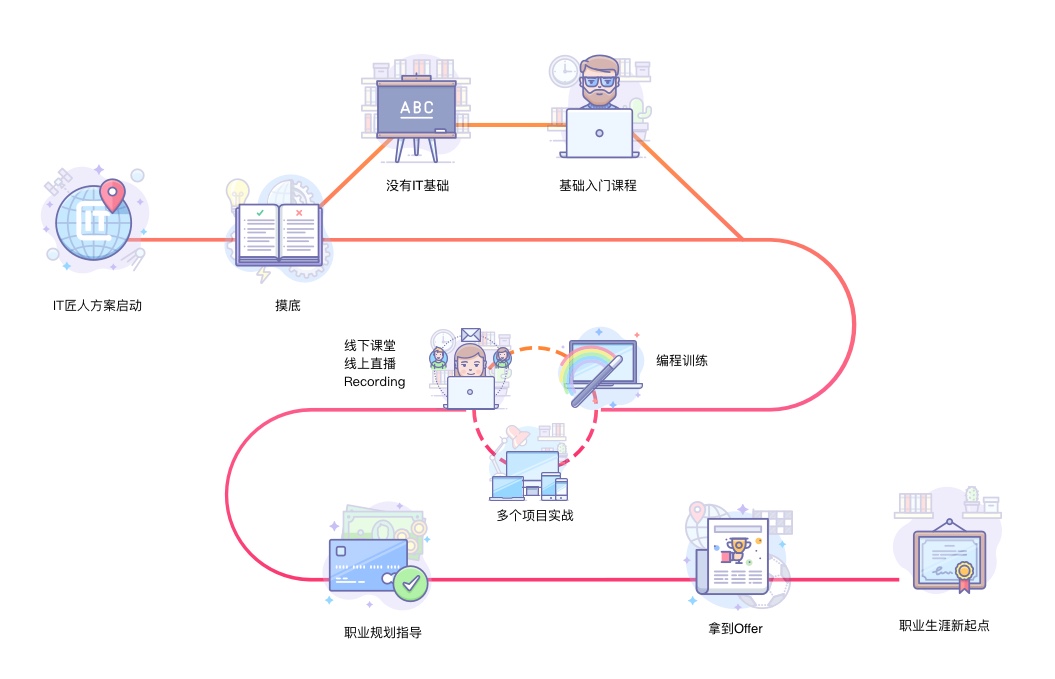 ABC
没有IT基础
基础入门课程
IT
IT匠人方案启动
摸底
线下课堂
线上直播
Recording
编程训练
多个项目实战
职业规划指导
拿到Offer
职业生涯新起点